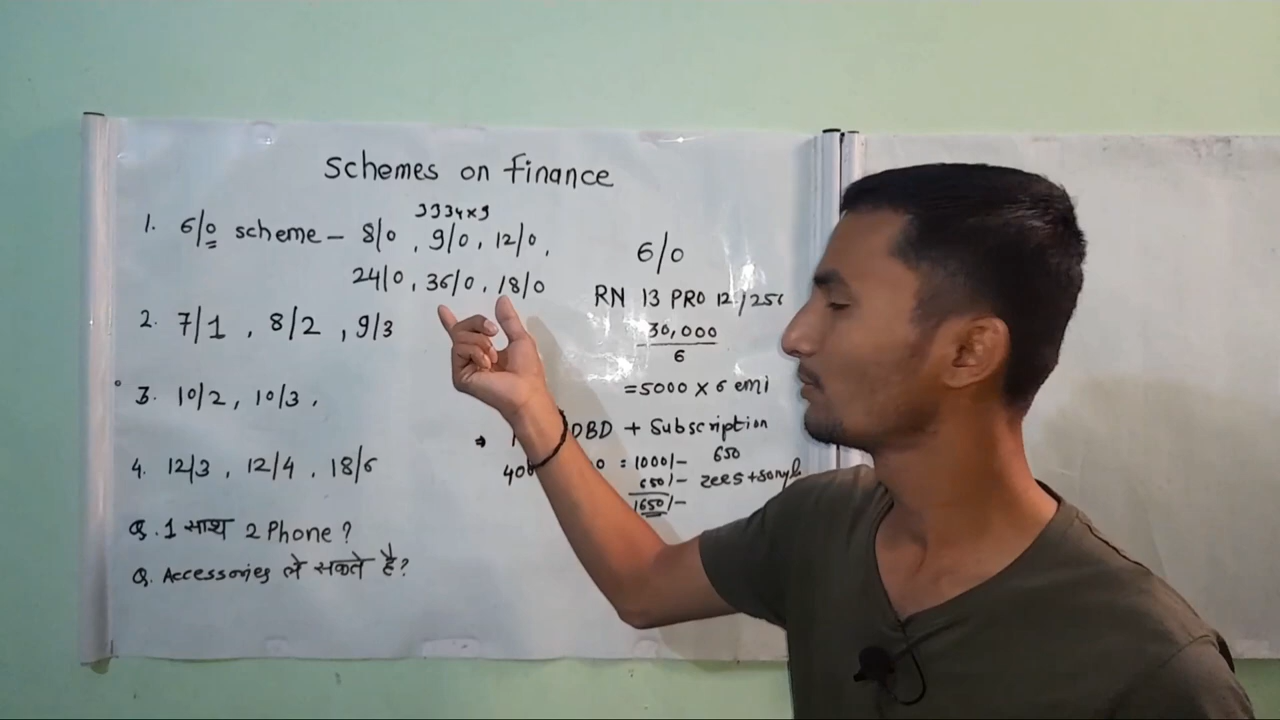 Schemes on finance
3334x9
1. 6/0 scheme – 8/0 , 9/0 , 12/0 ,
24/0 , 36/0 , 18/0
2. 7/1 , 8/2 , 9/3
3. 10/2 , 10/3 ,
4. 12/3 , 12/4 , 18/6
Q. 1 साथ 2 Phone ?
Q. Accessories ले सकते है ?
6/0
RN 13 PRO 12/256
30,000
6
=5000 X 6 emi
DBD + Subscription
650
0 = 1000/-
650/- zee5+sonyl
1650/-